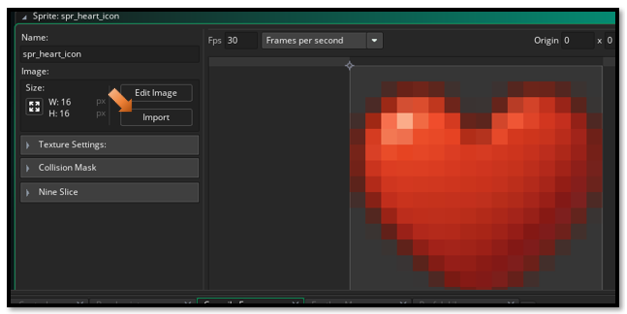 Sprite: spr_heart_icon
Name:
spr_heart_icon
Image:
Size:
W: 16 px
H: 16 px
Edit Image
Import
Texture Settings:
Collision Mask
Nine Slice
Fps 30 Frames per second Origin 0 x 0